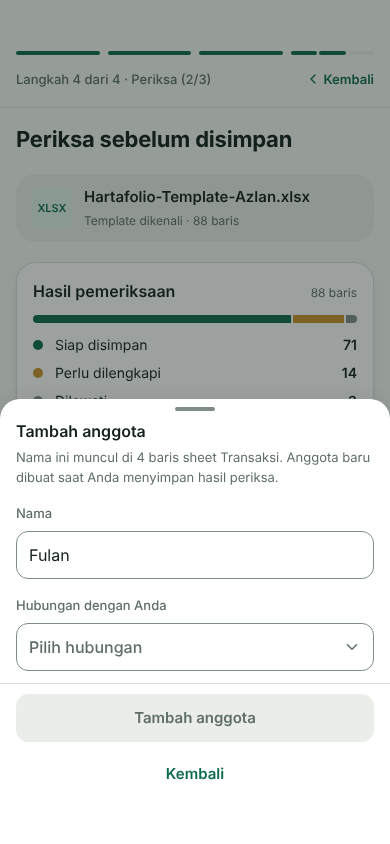 Langkah 4 dari 4 · Periksa (2/3)
Kembali
Periksa sebelum disimpan
XLSX
Hartafolio-Template-Azlan.xlsx
Template dikenali · 88 baris
Hasil pemeriksaan
88 baris
Siap disimpan
71
Perlu dilengkapi
14
Tambah anggota
Nama ini muncul di 4 baris sheet Transaksi. Anggota baru
dibuat saat Anda menyimpan hasil periksa.
Nama
Fulan
Hubungan dengan Anda
Pilih hubungan
Tambah anggota
Kembali